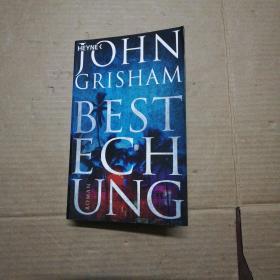 HEYNE <
JOHN
GRISHAM
BEST
ECH
UNG
ROMAN